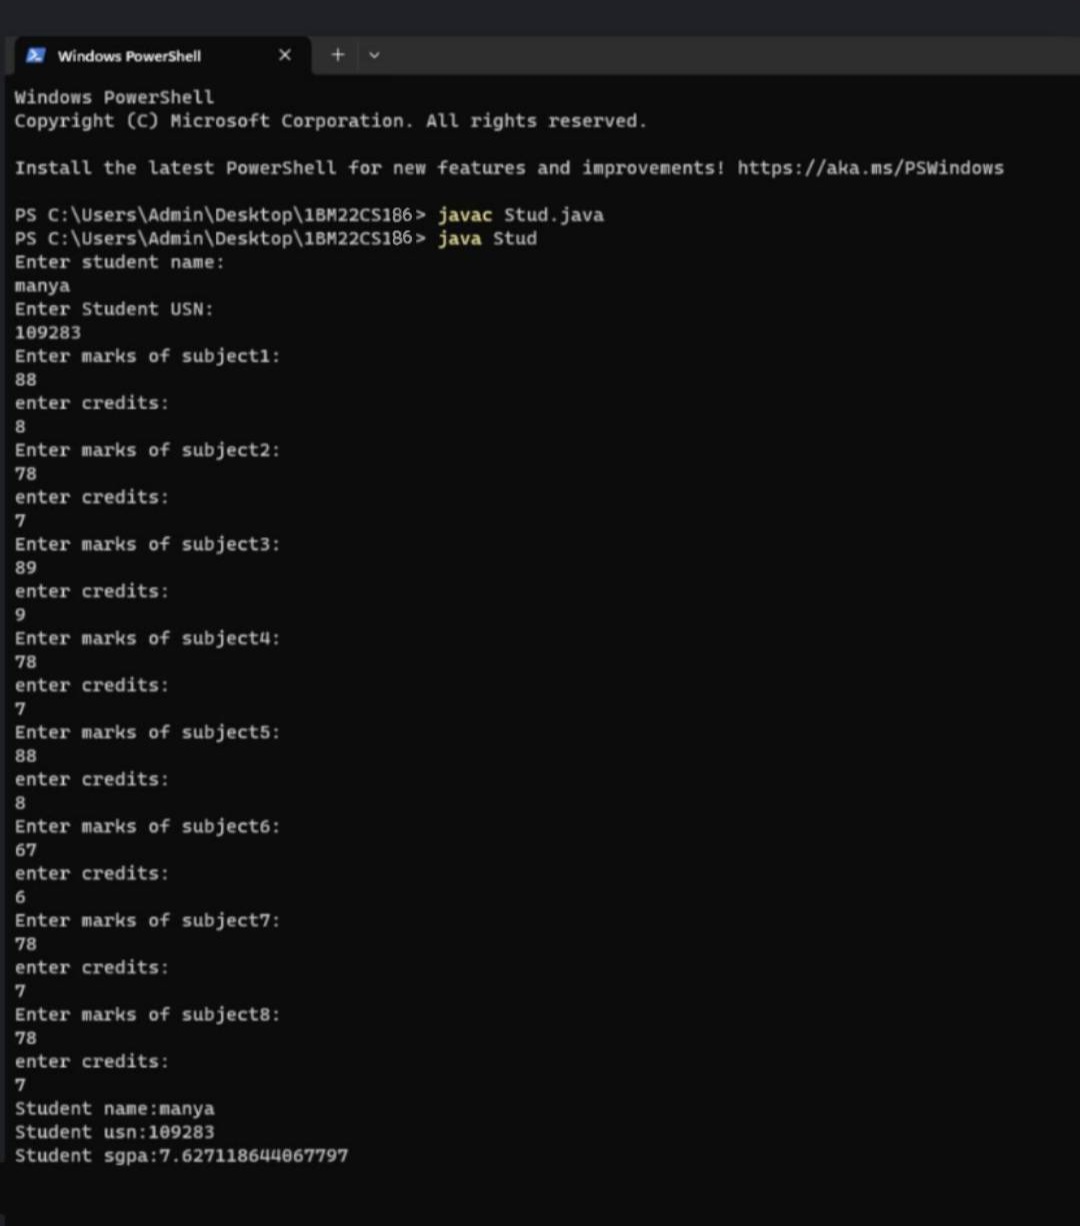 Windows PowerShell
Windows PowerShell
Copyright (C) Microsoft Corporation. All rights reserved.
Install the latest PowerShell for new features and improvements! https://aka.ms/PSWindows
PS C:\Users\Admin\Desktop\1BM22CS186> javac Stud.java
PS C:\Users\Admin\Desktop\1BM22CS186> java Stud
Enter student name:
manya
Enter Student USN:
109283
Enter marks of subject1:
88
enter credits:
8
Enter marks of subject2:
78
enter credits:
7
Enter marks of subject3:
89
enter credits:
9
Enter marks of subject4:
78
enter credits:
7
Enter marks of subject5:
88
enter credits:
8
Enter marks of subject6:
67
enter credits:
6
Enter marks of subject7:
78
enter credits:
7
Enter marks of subject8:
78
enter credits:
7
Student name:manya
Student usn:109283
Student sgpa:7.627118644067797